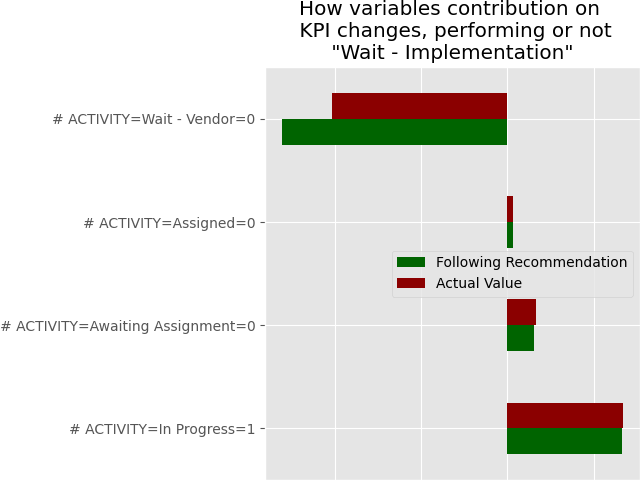 How variables contribution on
KPI changes, performing or not
"Wait - Implementation"
# ACTIVITY=Wait - Vendor=0
# ACTIVITY=Assigned=0
Following Recommendation
Actual Value
# ACTIVITY=Awaiting Assignment=0
# ACTIVITY=In Progress=1